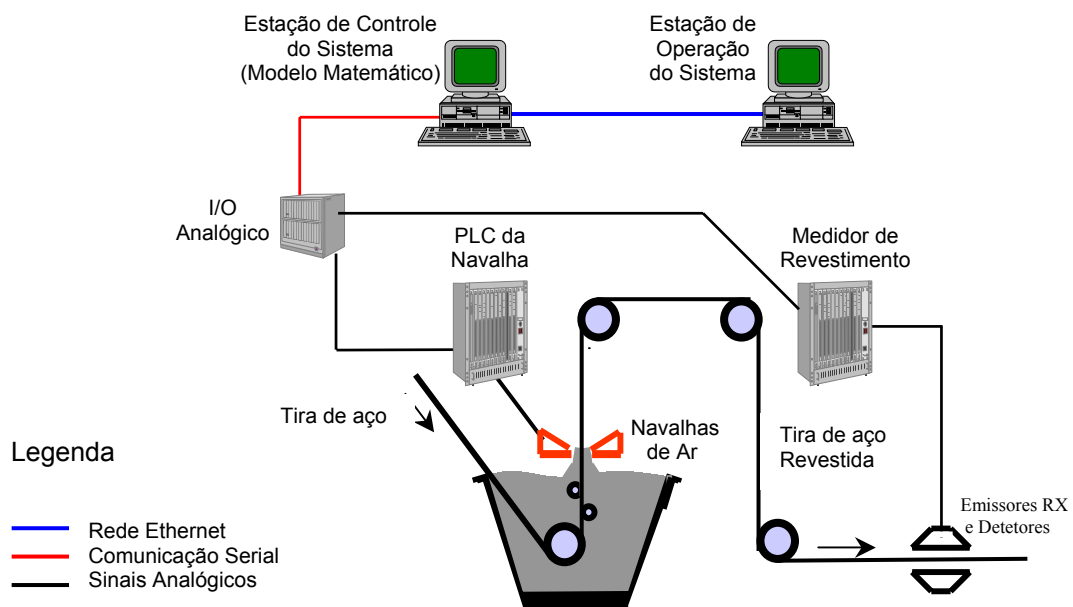 Estação de Controle
do Sistema
(Modelo Matemático)
Estação de
Operação
do Sistema
I/O
Analógico
PLC da
Navalha
Medidor de
Revestimento
Tira de aço
Navalhas
de Ar
Tira de aço
Revestida
Legenda
Rede Ethernet
Comunicação Serial
Sinais Analógicos
Emissores RX
e Detetores